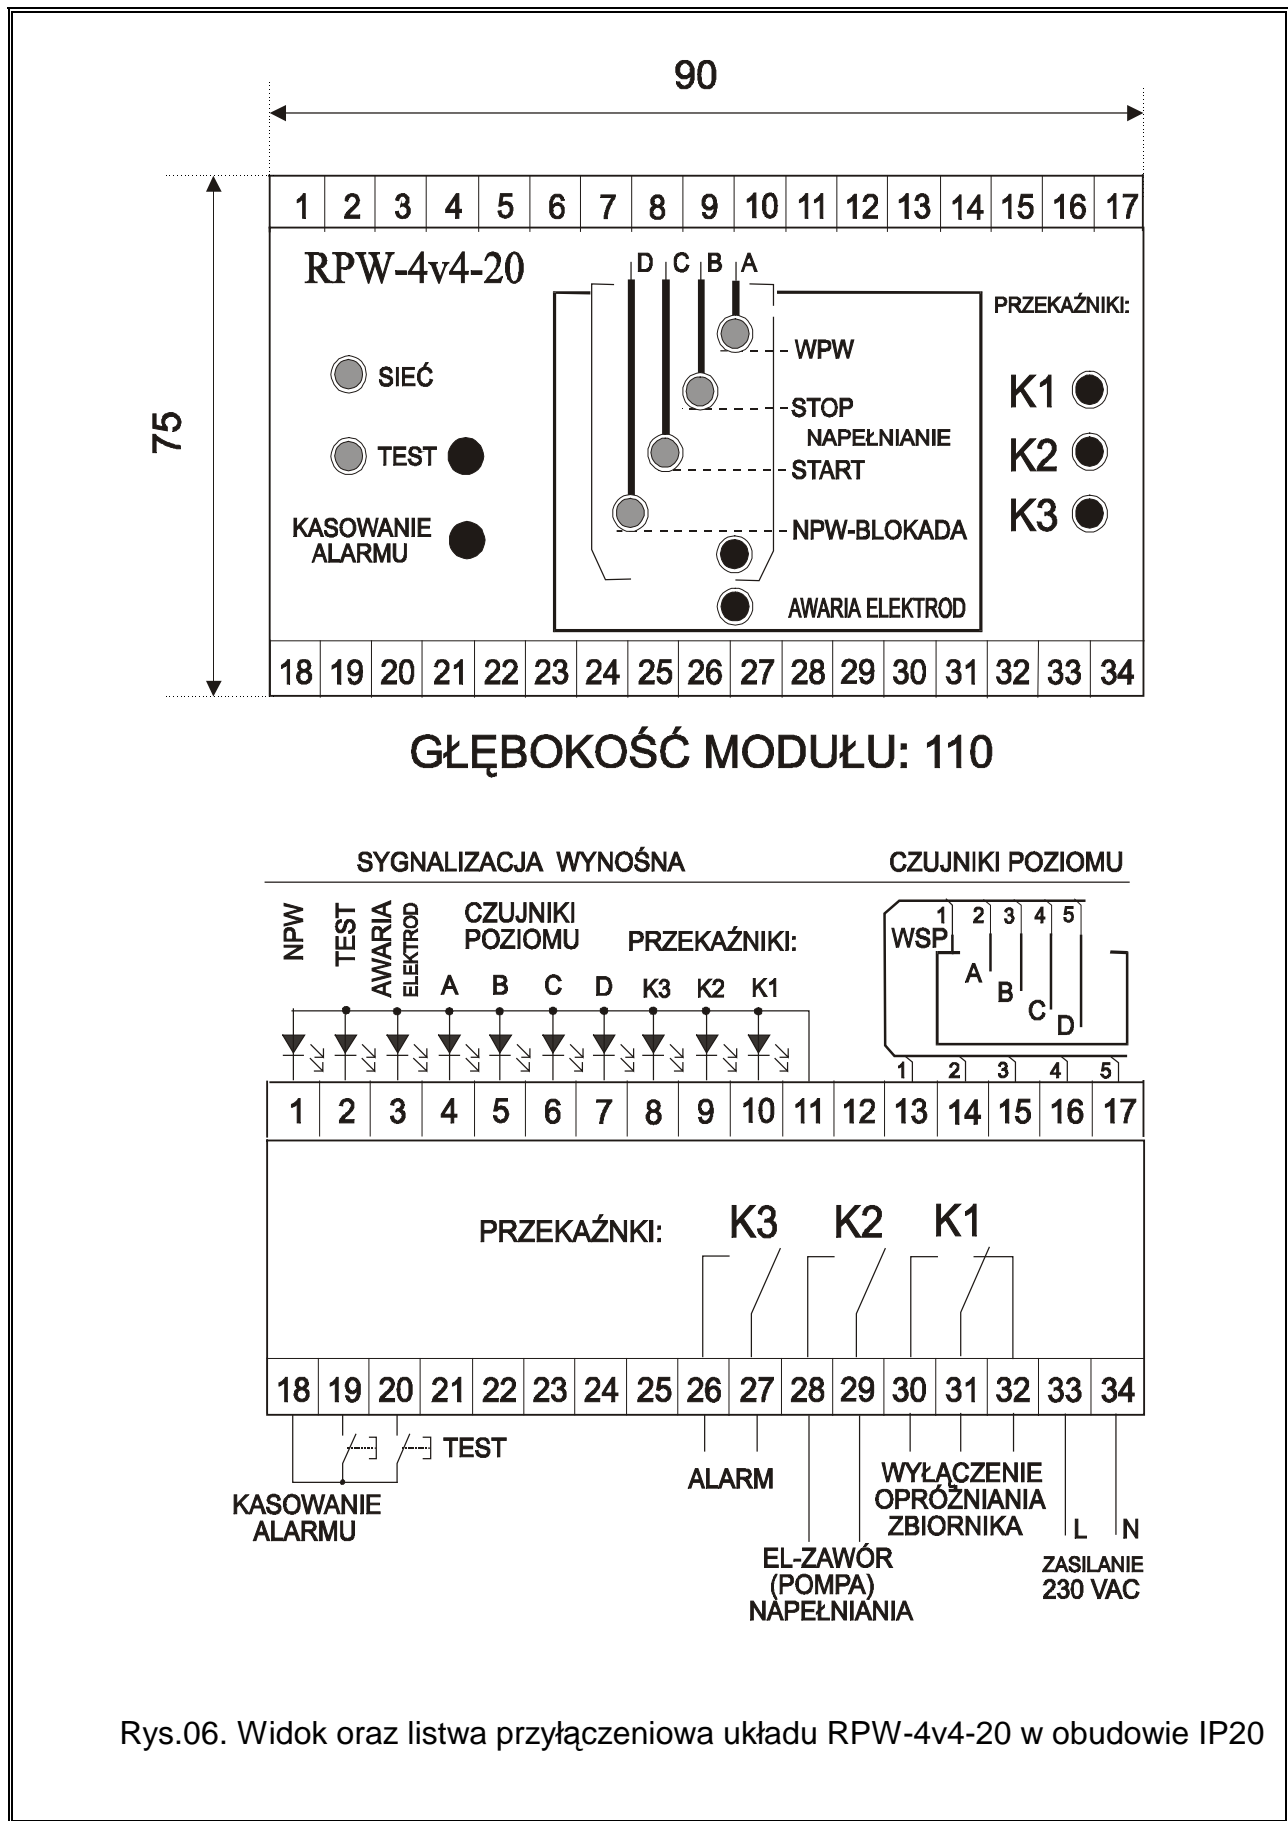 90
75
1 2 3 4 5 6 7 8 9 10 11 12 13 14 15 16 17
RPW-4v4-20
D C B A
PRZEKAŹNIKI:
WPW
SIEĆ
K1
STOP
NAPEŁNIANIE
TEST
START
K2
KASOWANIE
ALARMU
NPW-BLOKADA
K3
AWARIA ELEKTROD
18 19 20 21 22 23 24 25 26 27 28 29 30 31 32 33 34
GŁĘBOKOŚĆ MODUŁU: 110
SYGNALIZACJA WYNOŚNA
CZUJNIKI POZIOMU
NPW
TEST
AWARIA
ELEKTROD
CZUJNIKI
POZIOMU
PRZEKAŹNIKI:
A B C D K3 K2 K1
1 2 3 4 5
WSP
A
B
C
D
1 2 3 4 5
1 2 3 4 5 6 7 8 9 10 11 12 13 14 15 16 17
PRZEKAŹNKI:
K3 K2 K1
18 19 20 21 22 23 24 25 26 27 28 29 30 31 32 33 34
TEST
KASOWANIE
ALARMU
ALARM
WYŁĄCZENIE
OPRÓŻNIANIA
ZBIORNIKA
EL-ZAWÓR
(POMPA)
NAPEŁNIANIA
L N
ZASILANIE
230 VAC
Rys.06. Widok oraz listwa przyłączeniowa układu RPW-4v4-20 w obudowie IP20